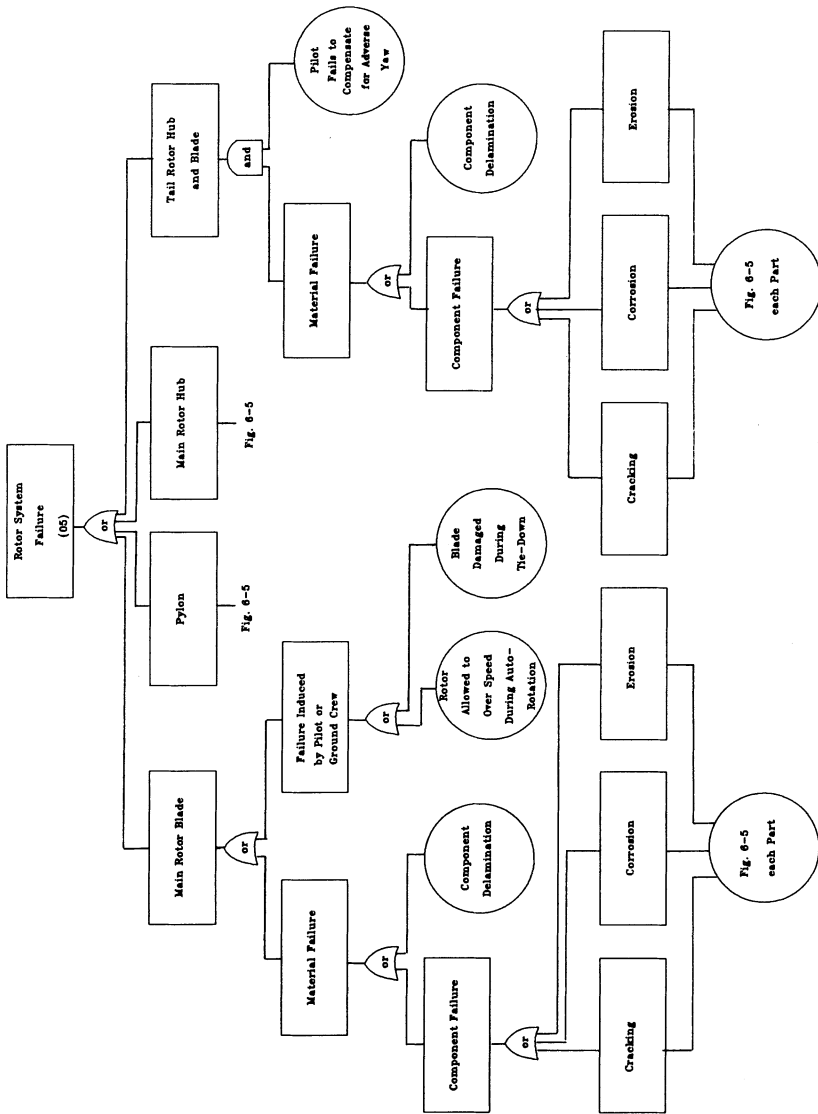 Rotor System
Failure
(05)
or
Main Rotor Blade
Pylon
Main Rotor Hub
Tail Rotor Hub
and Blade
Fig. 6-5
Fig. 6-5
or
and
Material Failure
Failure Induced
by Pilot or
Ground Crew
Material Failure
Pilot
Fails to
Compensate
for Adverse
Yaw
or
or
or
Component Failure
Component
Delamination
Rotor
Allowed to
Over Speed
During Auto-
Rotation
Blade
Damaged
During
Tie-Down
Component Failure
Component
Delamination
or
or
Cracking
Corrosion
Erosion
Cracking
Corrosion
Erosion
Fig. 6-5
each Part
Fig. 6-5
each Part